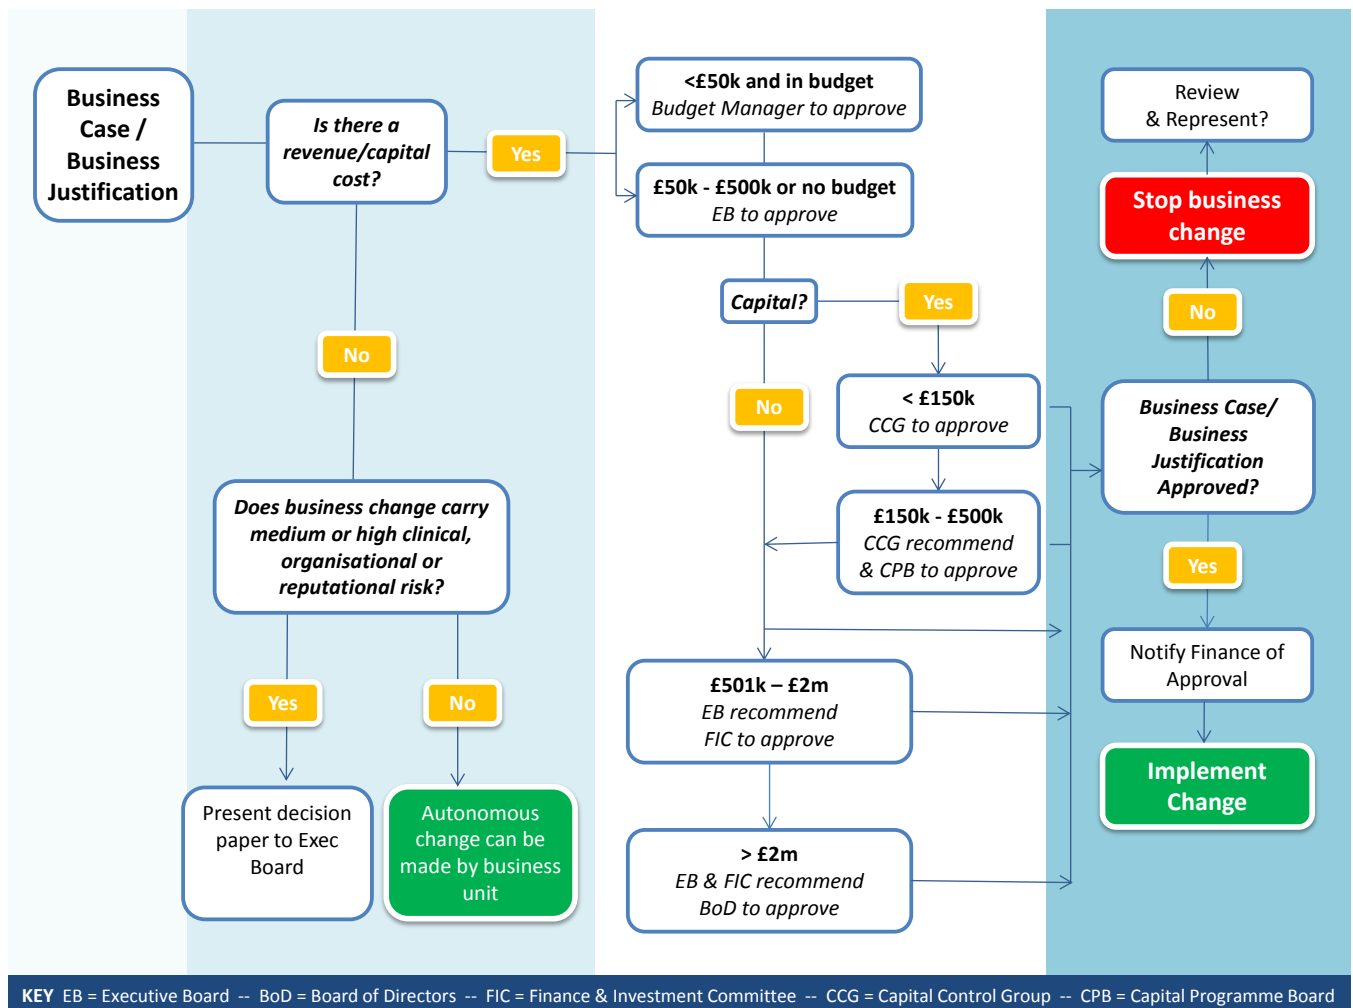 Business
Case /
Business
Justification
Is there a
revenue/capital
cost?
Yes
<£50k and in budget
Budget Manager to approve
£50k - £500k or no budget
EB to approve
Capital?
Yes
No
< £150k
CCG to approve
£150k - £500k
CCG recommend
& CPB to approve
£501k – £2m
EB recommend
FIC to approve
> £2m
EB & FIC recommend
BoD to approve
No
Does business change carry
medium or high clinical,
organisational or
reputational risk?
Yes
No
Present decision
paper to Exec
Board
Autonomous
change can be
made by business
unit
Review
& Represent?
Stop business
change
No
Business Case/
Business
Justification
Approved?
Yes
Notify Finance of
Approval
Implement
Change
KEY EB = Executive Board -- BoD = Board of Directors -- FIC = Finance & Investment Committee -- CCG = Capital Control Group -- CPB = Capital Programme Board